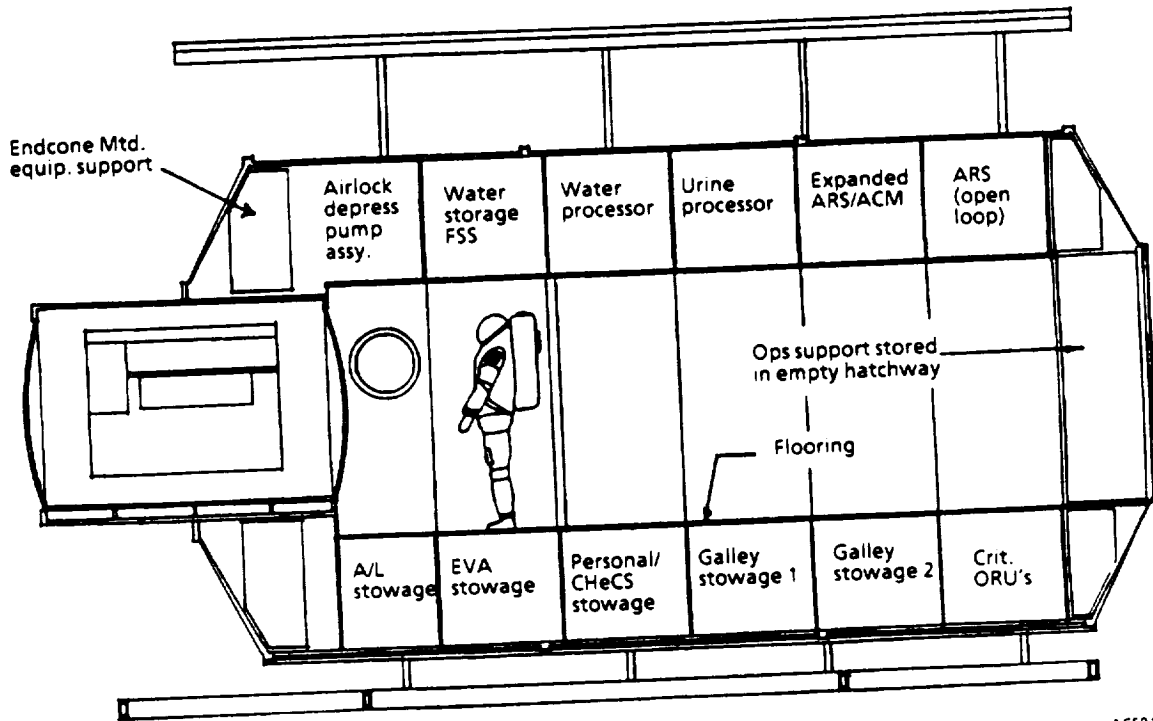 Endcone Mtd.
equip. support
Airlock
depress
pump
assy.
Water
storage
FSS
Water
processor
Urine
processor
Expanded
ARS/ACM
ARS
(open
loop)
Ops support stored
in empty hatchway
Flooring
A/L
stowage
EVA
stowage
Personal/
CHeCS
stowage
Galley
stowage 1
Galley
stowage 2
Crit.
ORU's